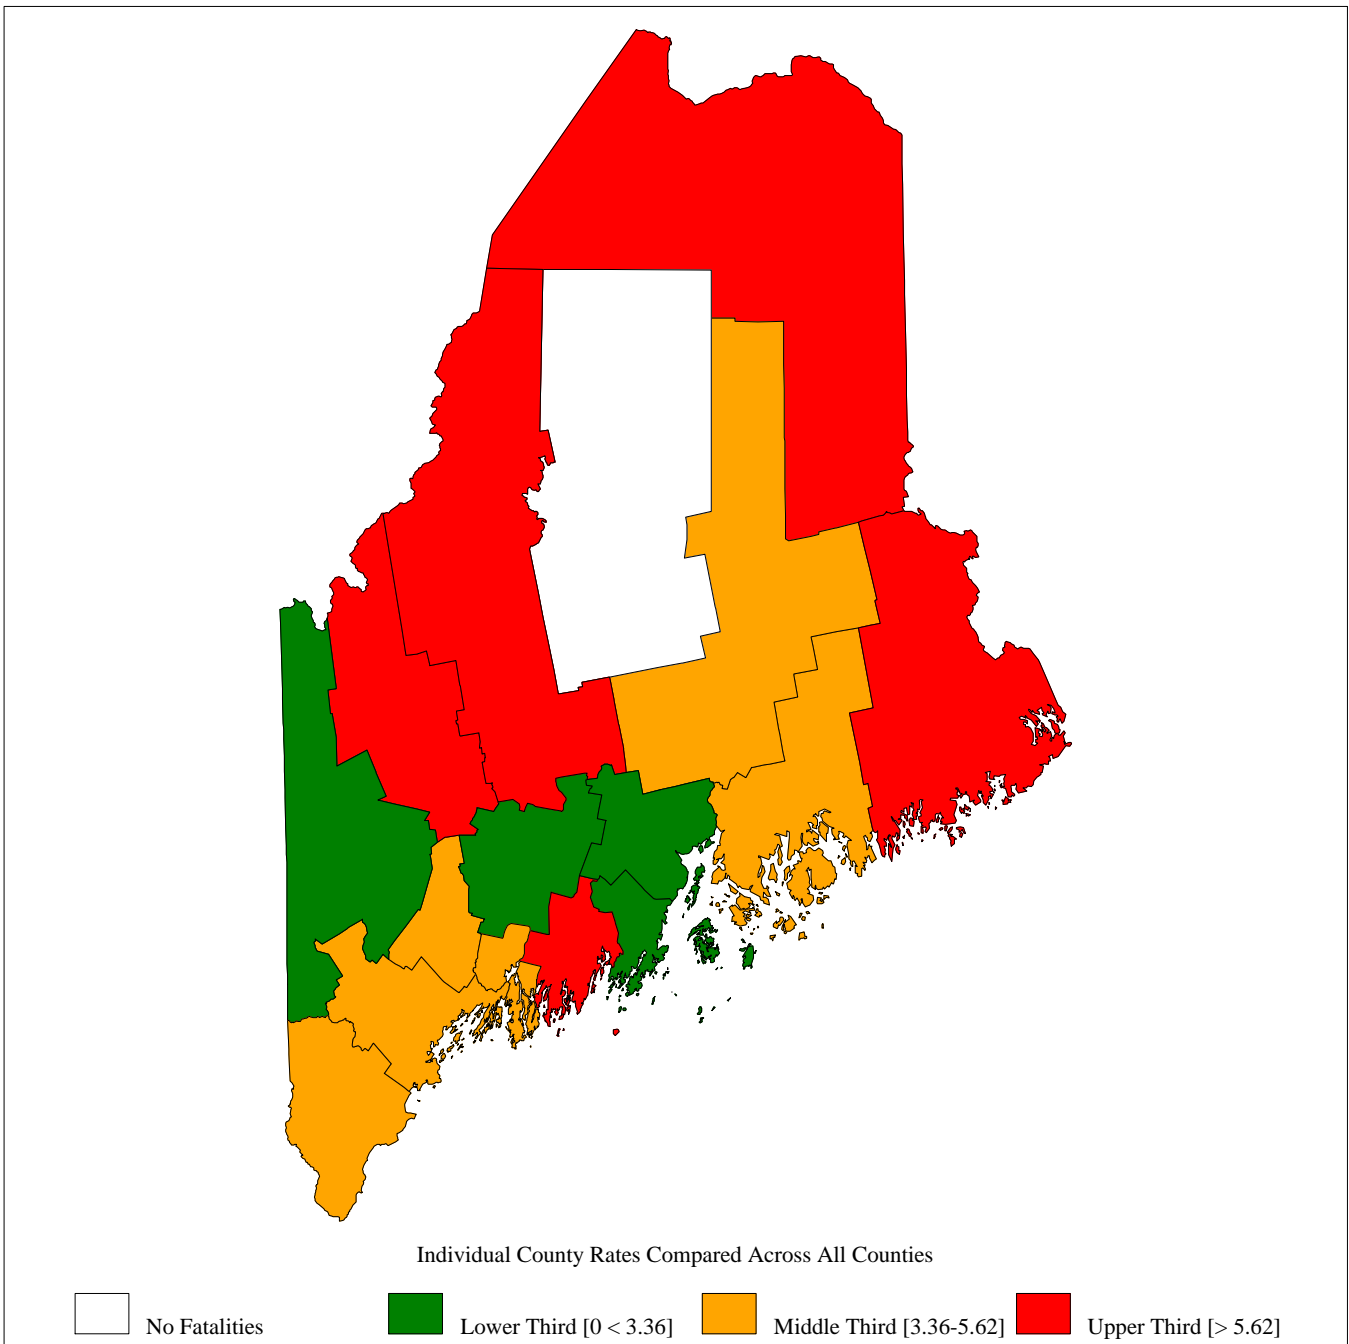 Individual County Rates Compared Across All Counties
No Fatalities Lower Third [0 < 3.36] Middle Third [3.36-5.62] Upper Third [> 5.62]